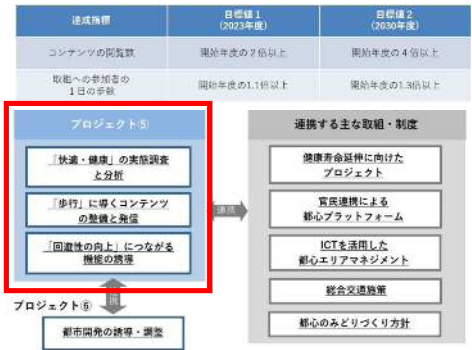 達成指標
目標値１
(2023年度)
目標値２
(2030年度)
コンテンツの閲覧数
開始年度の２倍以上
開始年度の４倍以上
取組への参加者の
１日の歩数
開始年度の1.1倍以上
開始年度の1.3倍以上
プロジェクト⑤
「快適・健康」の実態調査
と分析
「歩行」に導くコンテンツ
の整備と発信
「回遊性の向上」につながる
機能の誘導
連携
連携する主な取組・制度
健康寿命延伸に向けた
プロジェクト
官民連携による
都心プラットフォーム
ICTを活用した
都心エリアマネジメント
総合交通施策
都心のみどりづくり方針
プロジェクト⑥
都市開発の誘導・調整